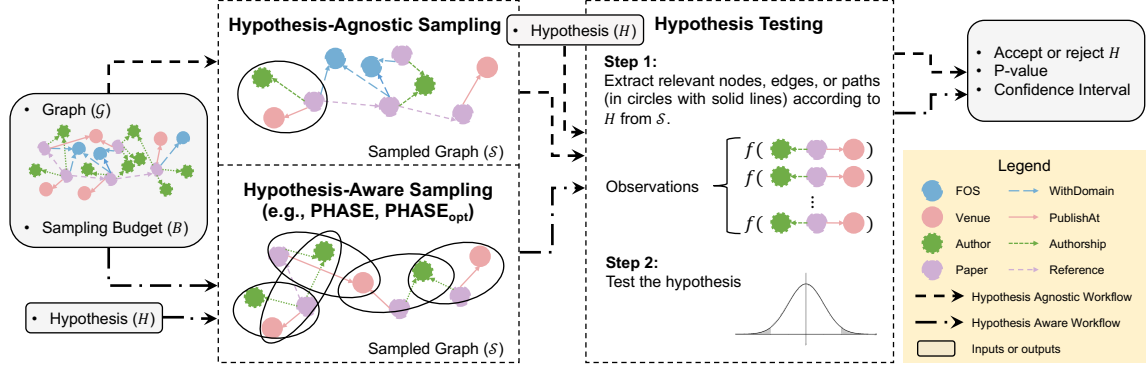 • Graph (𝒢)
• Sampling Budget (B)
• Hypothesis (H)
Hypothesis-Agnostic Sampling
Sampled Graph (𝒮)
Hypothesis-Aware Sampling
(e.g., PHASE, PHASEopt)
Sampled Graph (𝒮)
• Hypothesis (H)
Hypothesis Testing
Step 1:
Extract relevant nodes, edges, or paths
(in circles with solid lines) according to
H from 𝒮.
Observations
f( )
f( )
⋮
f( )
Step 2:
Test the hypothesis
• Accept or reject H
• P-value
• Confidence Interval
Legend
FOS WithDomain
Venue PublishAt
Author Authorship
Paper Reference
Hypothesis Agnostic Workflow
Hypothesis Aware Workflow
Inputs or outputs